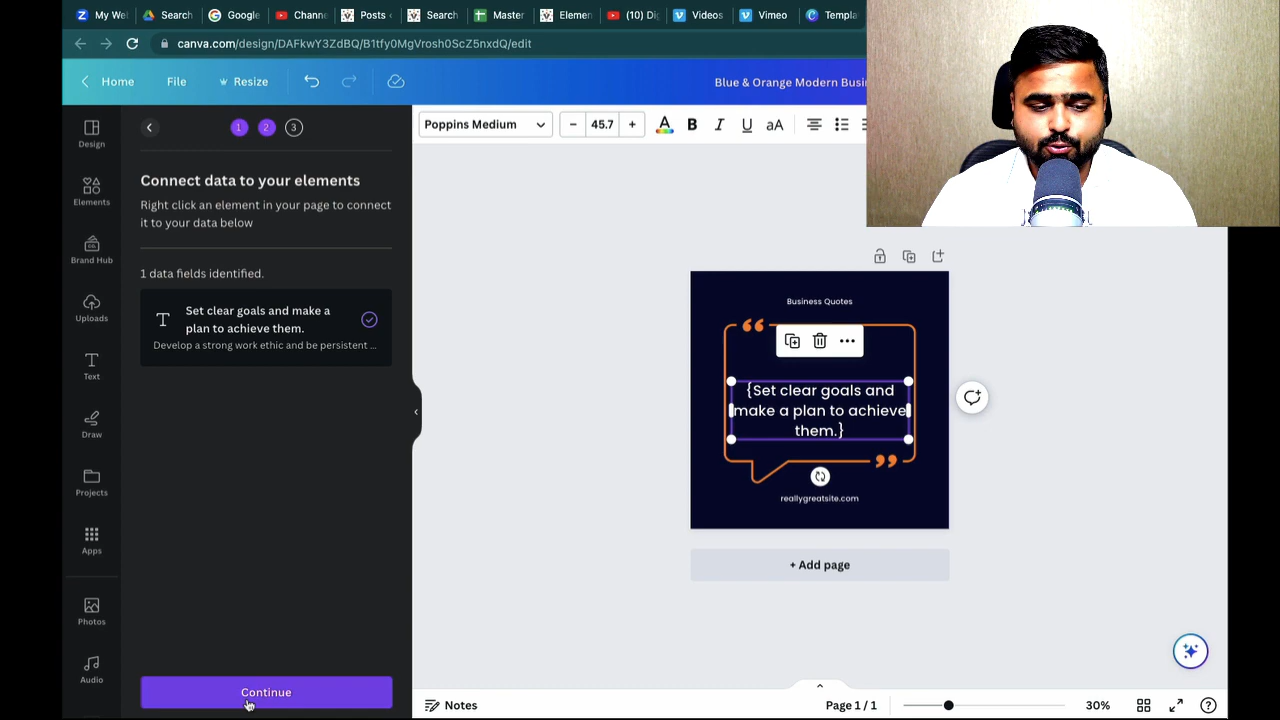 My We
Search
Google
Chann
Posts
Search
Master
Elemen
(10) Di
Videos
Vimeo
Templa
canva.com/design/DAFkwY3ZdBQ/B1tfy0MgVrosh0ScZ5nxdQ/edit
Home
File
Resize
Blue & Orange Modern Busi
Poppins Medium
45.7
Design
Elements
Brand Hub
Uploads
Text
Draw
Projects
Apps
Photos
Audio
1
2
3
Connect data to your elements
Right click an element in your page to connect
it to your data below
1 data fields identified.
Set clear goals and make a
plan to achieve them.
Develop a strong work ethic and be persistent ...
Continue
Business Quotes
{Set clear goals and
make a plan to achieve
them.}
reallygreatsite.com
+ Add page
Notes
Page 1 / 1
30%